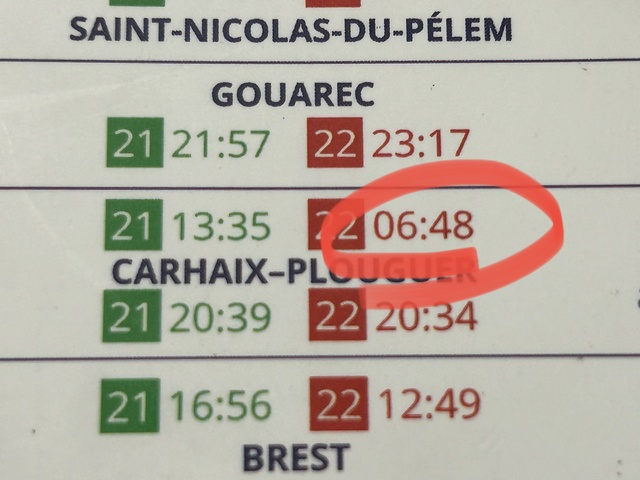 SAINT-NICOLAS-DU-PÉLEM
GOUAREC
21 21:57 22 23:17
21 13:35 22 06:48
CARHAIX–PLOUGUER
21 20:39 22 20:34
21 16:56 22 12:49
BREST